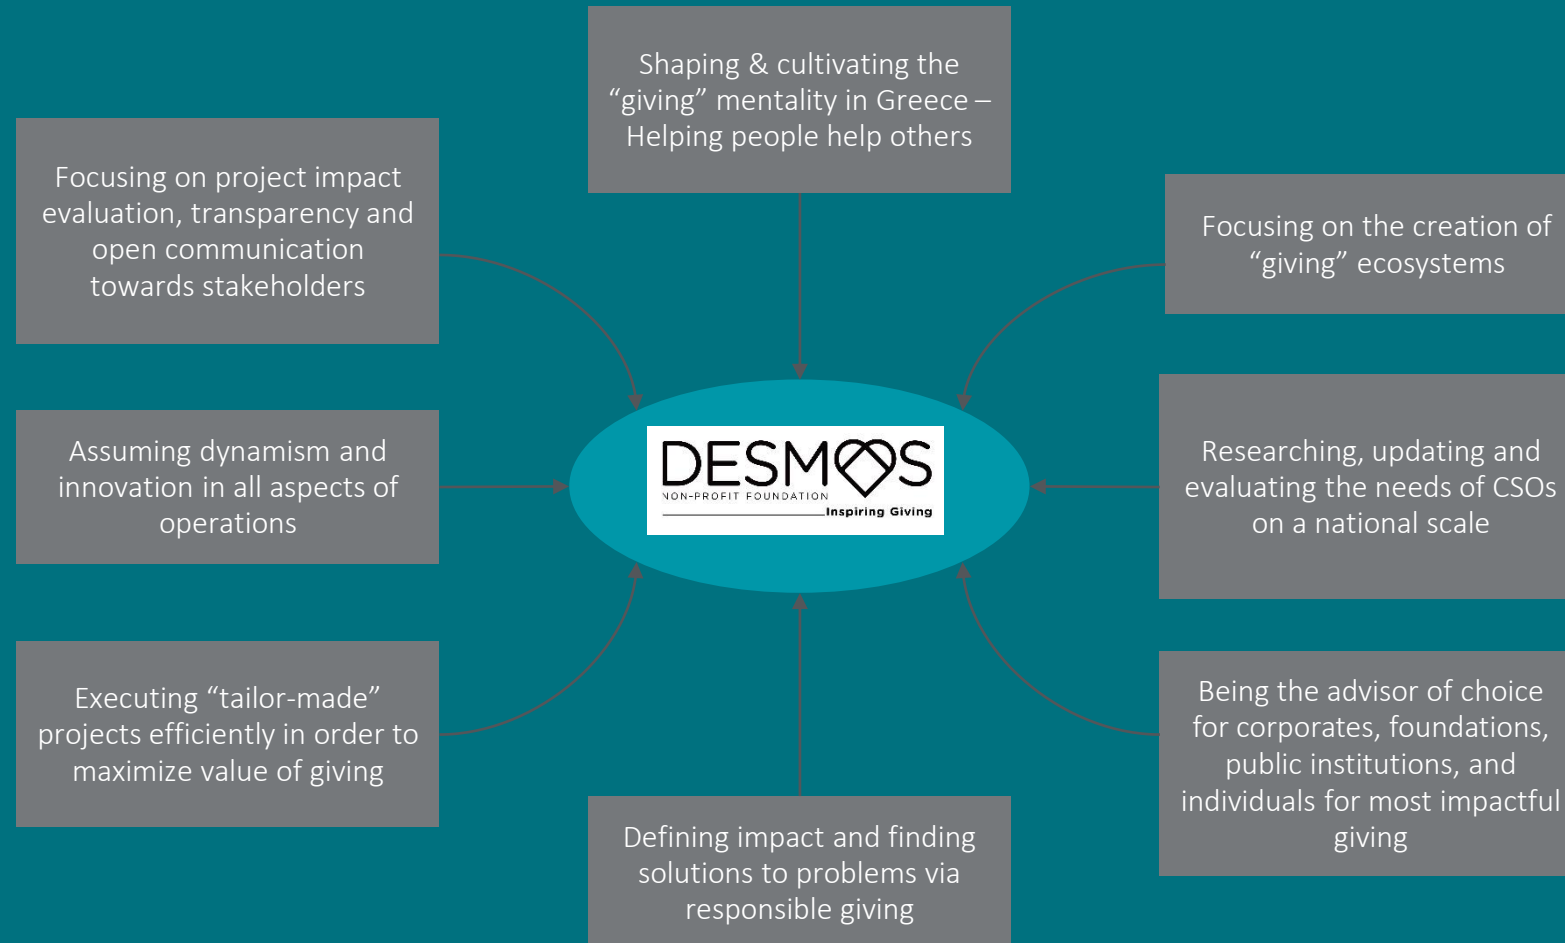 Shaping & cultivating the
“giving” mentality in Greece –
Helping people help others
Focusing on project impact
evaluation, transparency and
open communication
towards stakeholders
Focusing on the creation of
“giving” ecosystems
Assuming dynamism and
innovation in all aspects of
operations
DESMOS
NON-PROFIT FOUNDATION
Inspiring Giving
Researching, updating and
evaluating the needs of CSOs
on a national scale
Executing “tailor-made”
projects efficiently in order to
maximize value of giving
Defining impact and finding
solutions to problems via
responsible giving
Being the advisor of choice
for corporates, foundations,
public institutions, and
individuals for most impactful
giving